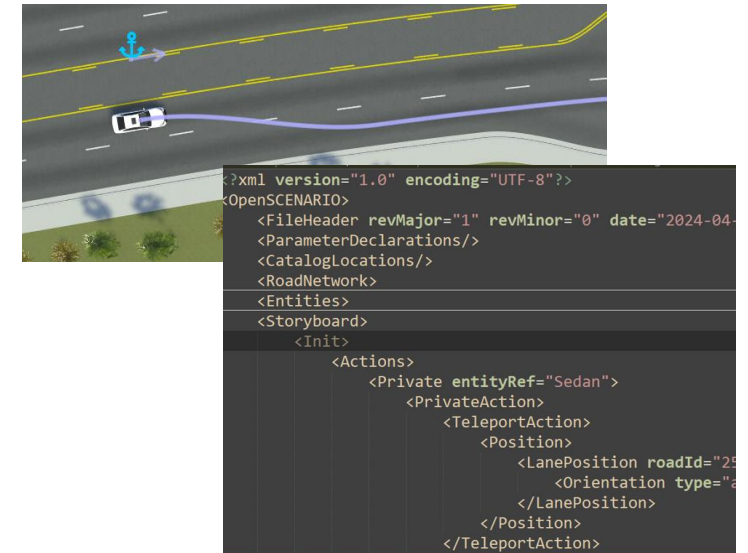 <?xml version="1.0" encoding="UTF-8"?>
<OpenSCENARIO>
<FileHeader revMajor="1" revMinor="0" date="2024-04-
<ParameterDeclarations/>
<CatalogLocations/>
<RoadNetwork>
<Entities>
<Storyboard>
<Init>
<Actions>
<Private entityRef="Sedan">
<PrivateAction>
<TeleportAction>
<Position>
<LanePosition roadId="25
<Orientation type="a
</LanePosition>
</Position>
</TeleportAction>